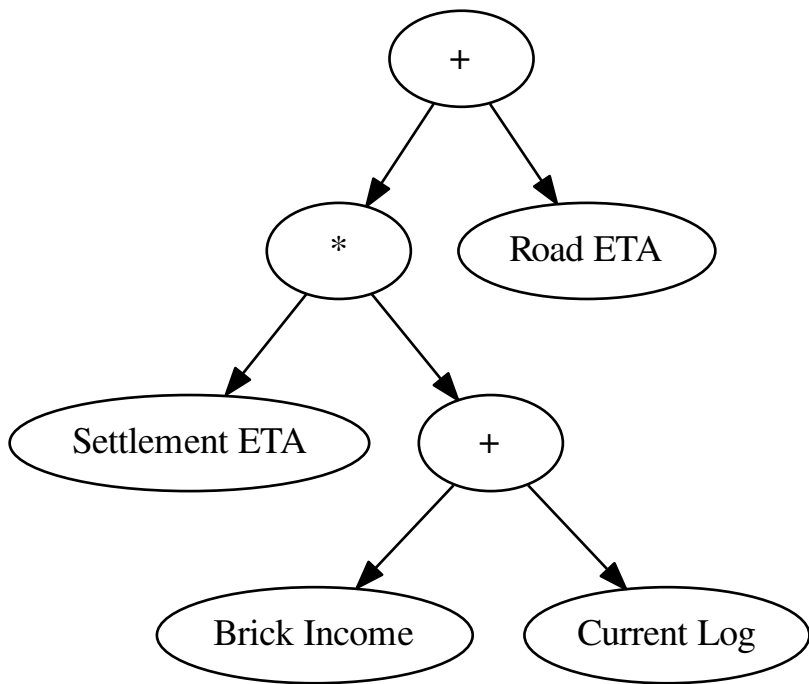 +
*
Road ETA
Settlement ETA
+
Brick Income
Current Log